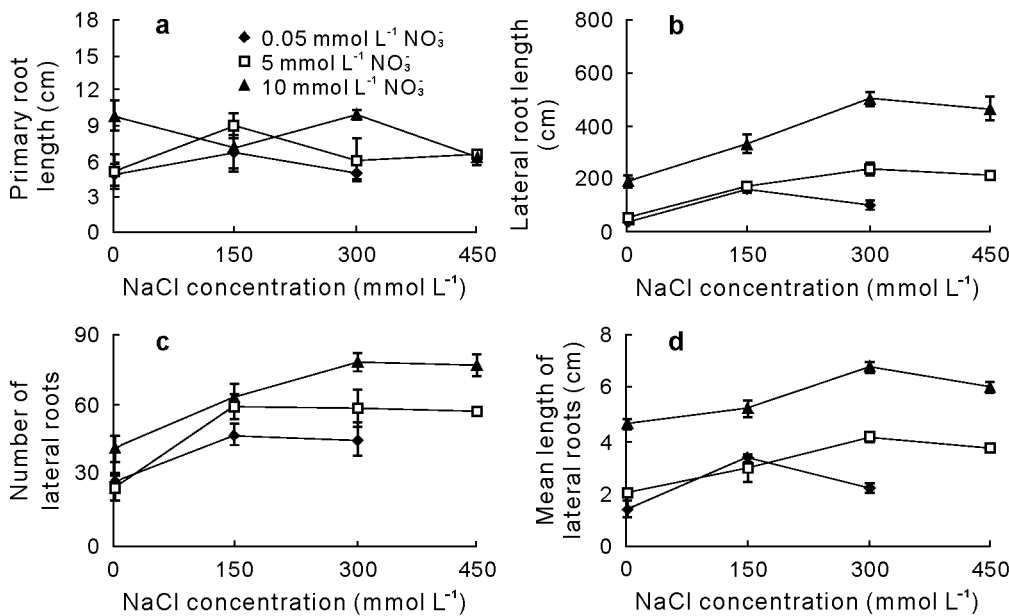 a
◆ 0.05 mmol L⁻¹ NO₃⁻
□ 5 mmol L⁻¹ NO₃⁻
▲ 10 mmol L⁻¹ NO₃⁻
Primary root
length (cm)
18
15
12
9
6
3
0
0 150 300 450
NaCl concentration (mmol L⁻¹)
b
Lateral root length
(cm)
800
600
400
200
0
0 150 300 450
NaCl concentration (mmol L⁻¹)
c
Number of
lateral roots
90
60
30
0
0 150 300 450
NaCl concentration (mmol L⁻¹)
d
Mean length of
lateral roots (cm)
8
6
4
2
0
0 150 300 450
NaCl concentration (mmol L⁻¹)